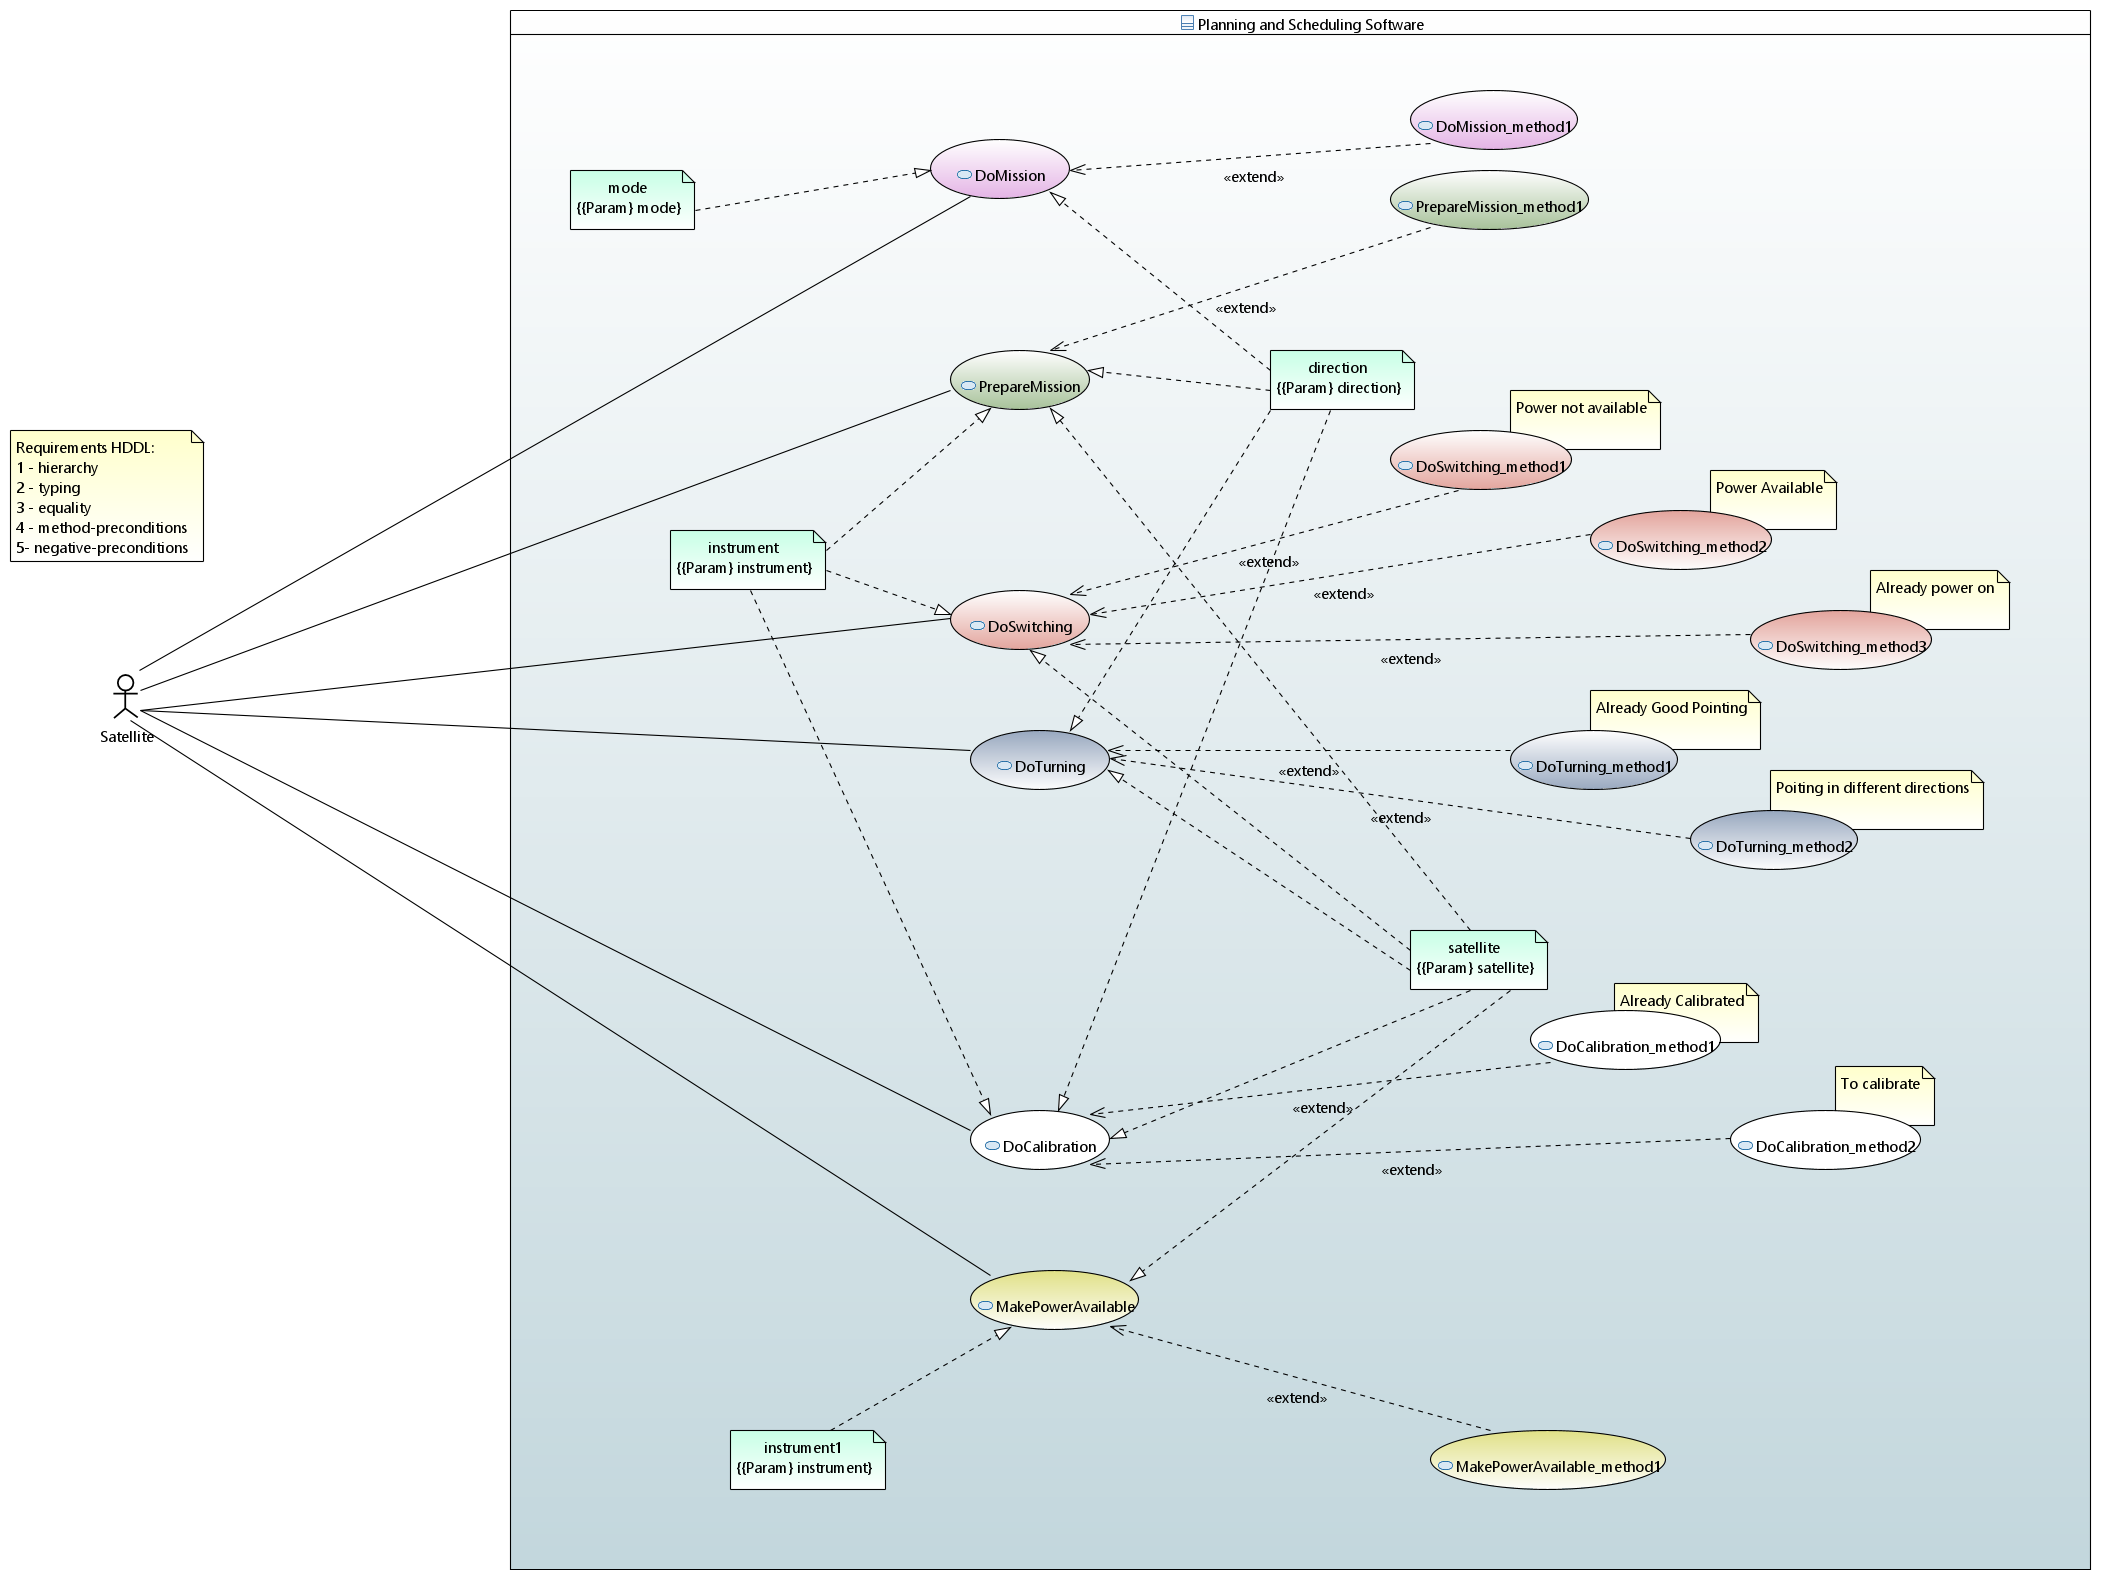 Planning and Scheduling Software
DoMission_method1
DoMission
«extend»
mode
{{Param} mode}
PrepareMission_method1
«extend»
direction
{{Param} direction}
PrepareMission
Power not available
DoSwitching_method1
Requirements HDDL:
1 - hierarchy
2 - typing
3 - equality
4 - method-preconditions
5- negative-preconditions
Power Available
DoSwitching_method2
instrument
{{Param} instrument}
«extend»
«extend»
Already power on
DoSwitching
DoSwitching_method3
«extend»
Satellite
Already Good Pointing
DoTurning
DoTurning_method1
«extend»
Poiting in different directions
«extend»
DoTurning_method2
satellite
{{Param} satellite}
Already Calibrated
DoCalibration_method1
To calibrate
«extend»
DoCalibration
DoCalibration_method2
«extend»
MakePowerAvailable
«extend»
instrument1
{{Param} instrument}
MakePowerAvailable_method1